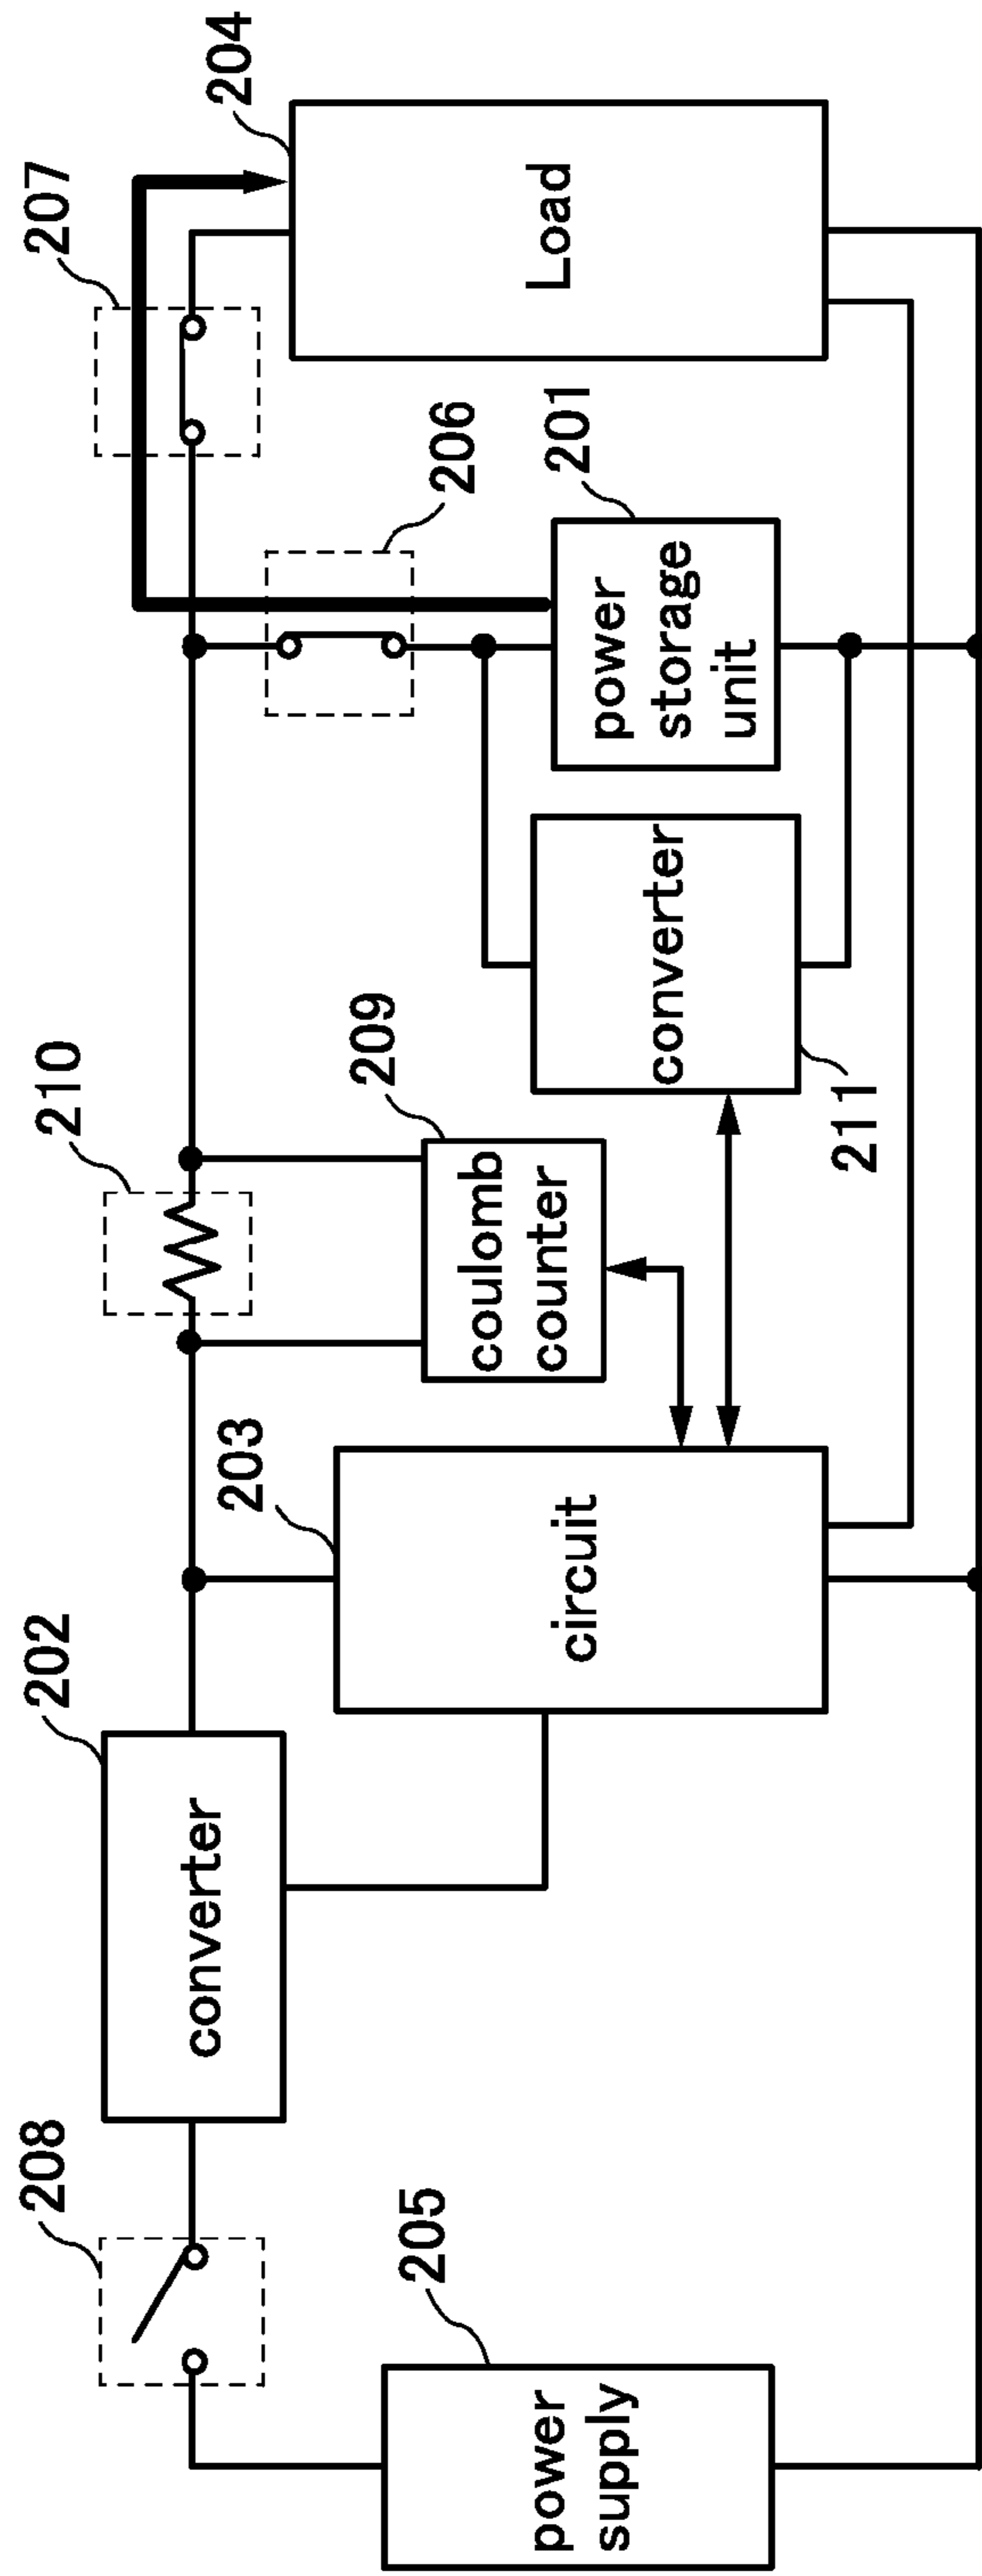 208
202
210
207
converter
203
209
206
204
205
power
supply
circuit
coulomb
counter
converter
211
power
storage
unit
201
Load